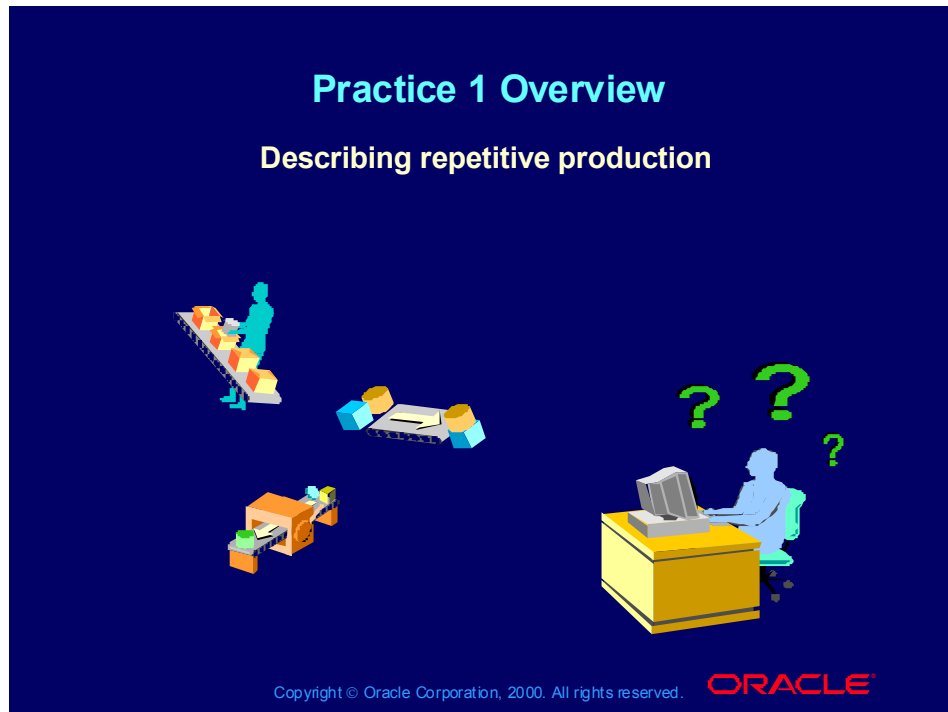 Practice 1 Overview
Describing repetitive production
? ? ?
Copyright © Oracle Corporation, 2000. All rights reserved.
ORACLE®